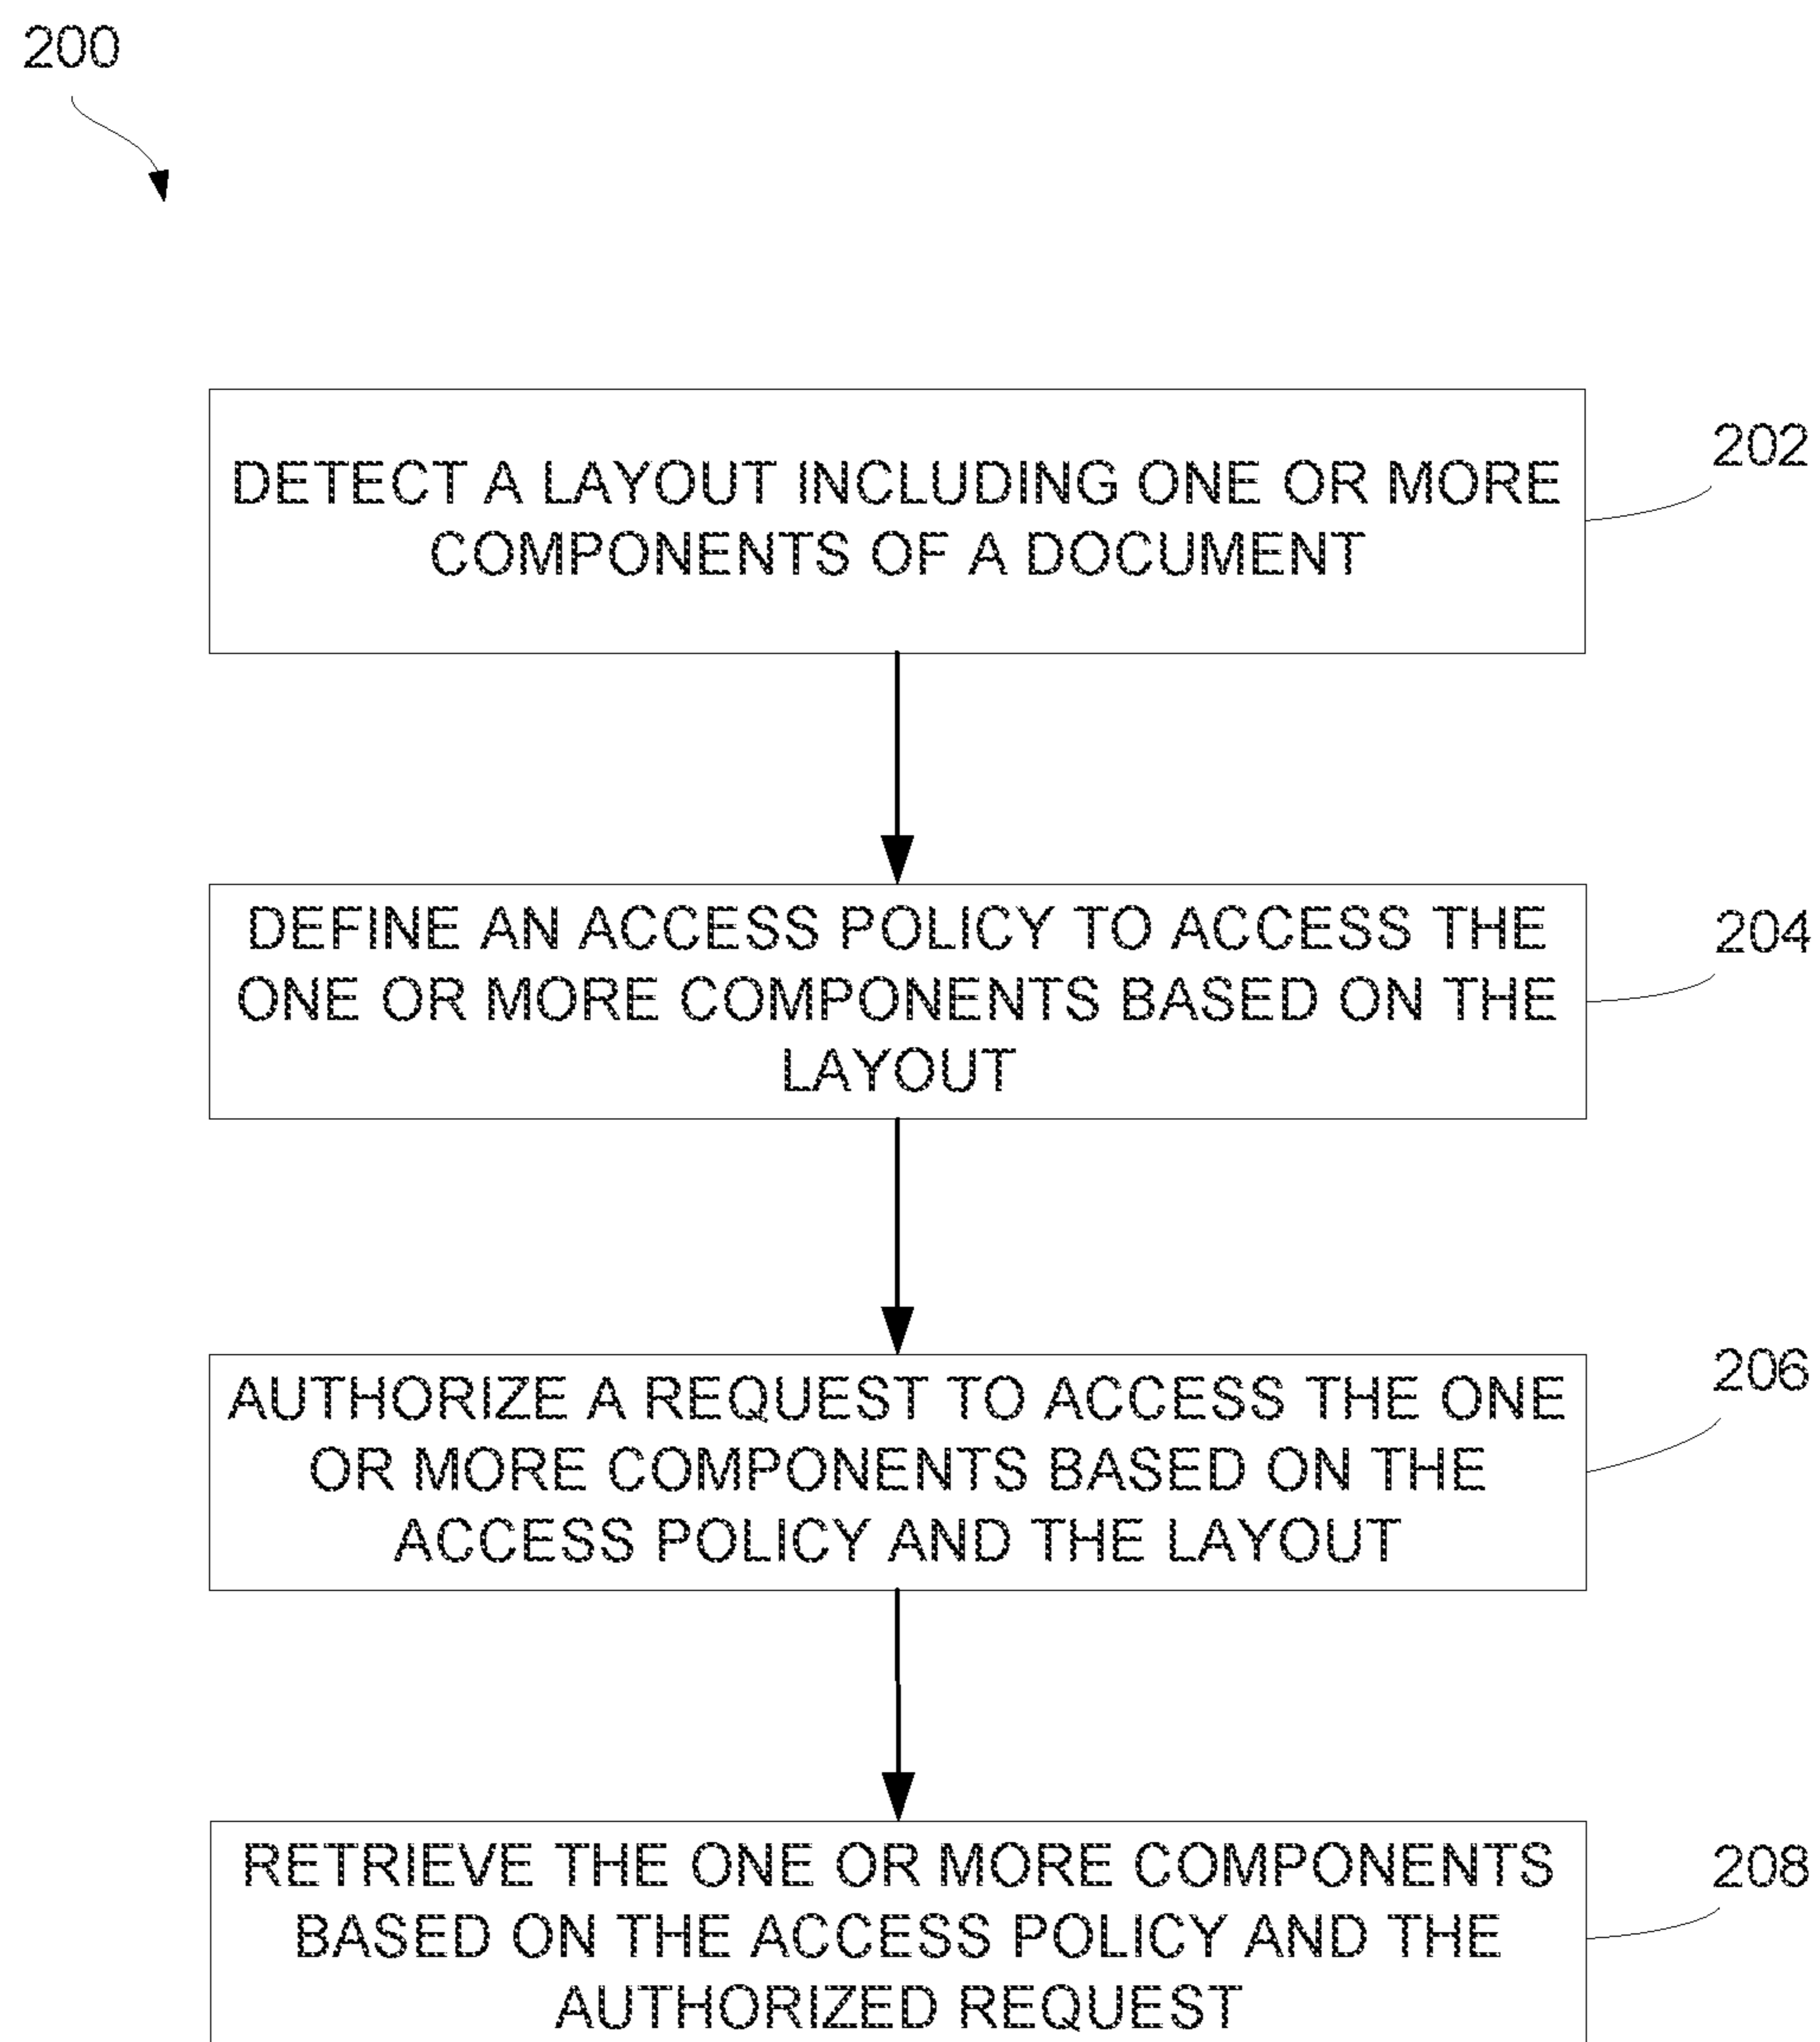 200
DETECT A LAYOUT INCLUDING ONE OR MORE
COMPONENTS OF A DOCUMENT
202
DEFINE AN ACCESS POLICY TO ACCESS THE
ONE OR MORE COMPONENTS BASED ON THE
LAYOUT
204
AUTHORIZE A REQUEST TO ACCESS THE ONE
OR MORE COMPONENTS BASED ON THE
ACCESS POLICY AND THE LAYOUT
206
RETRIEVE THE ONE OR MORE COMPONENTS
BASED ON THE ACCESS POLICY AND THE
AUTHORIZED REQUEST
208